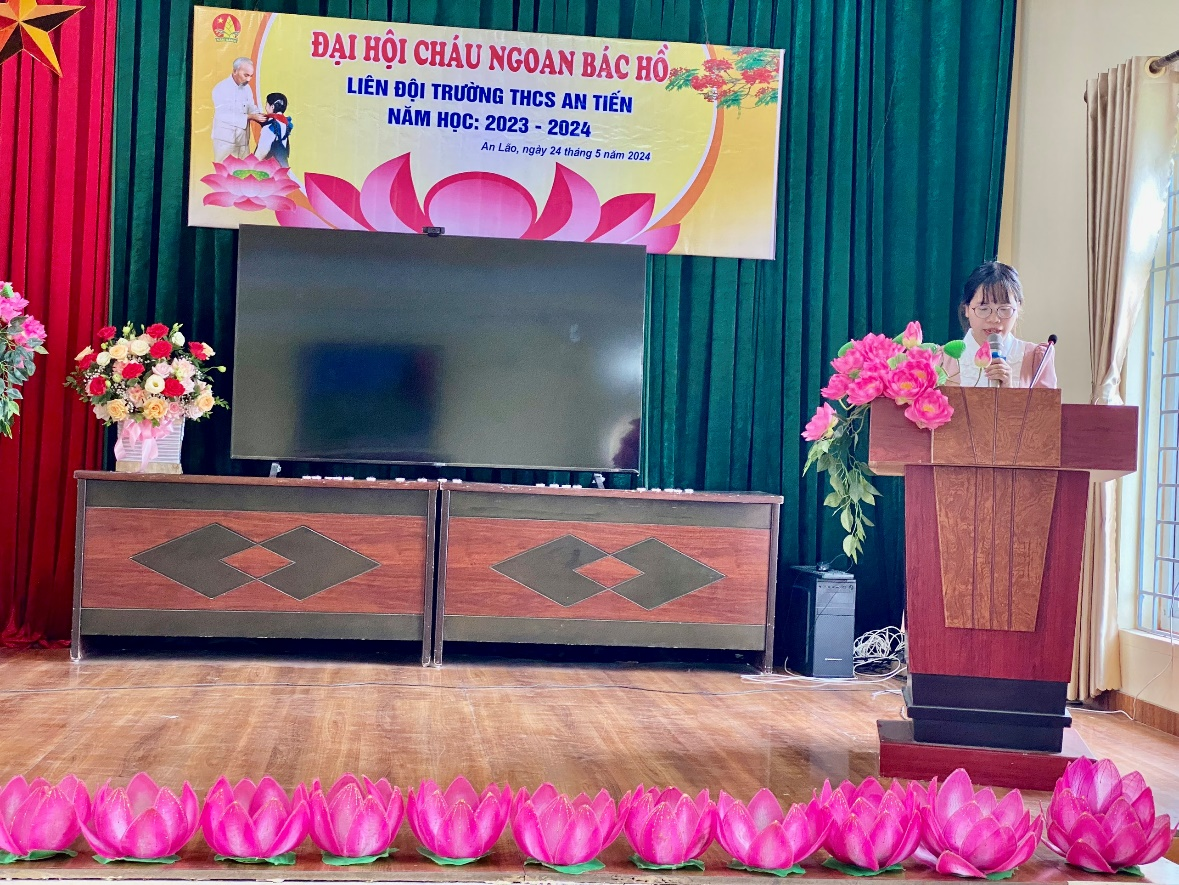 ĐẠI HỘI CHÁU NGOAN BÁC HỒ
LIÊN ĐỘI TRƯỜNG THCS AN TIẾN
NĂM HỌC: 2023 - 2024
An Lão, ngày 24 tháng 5 năm 2024